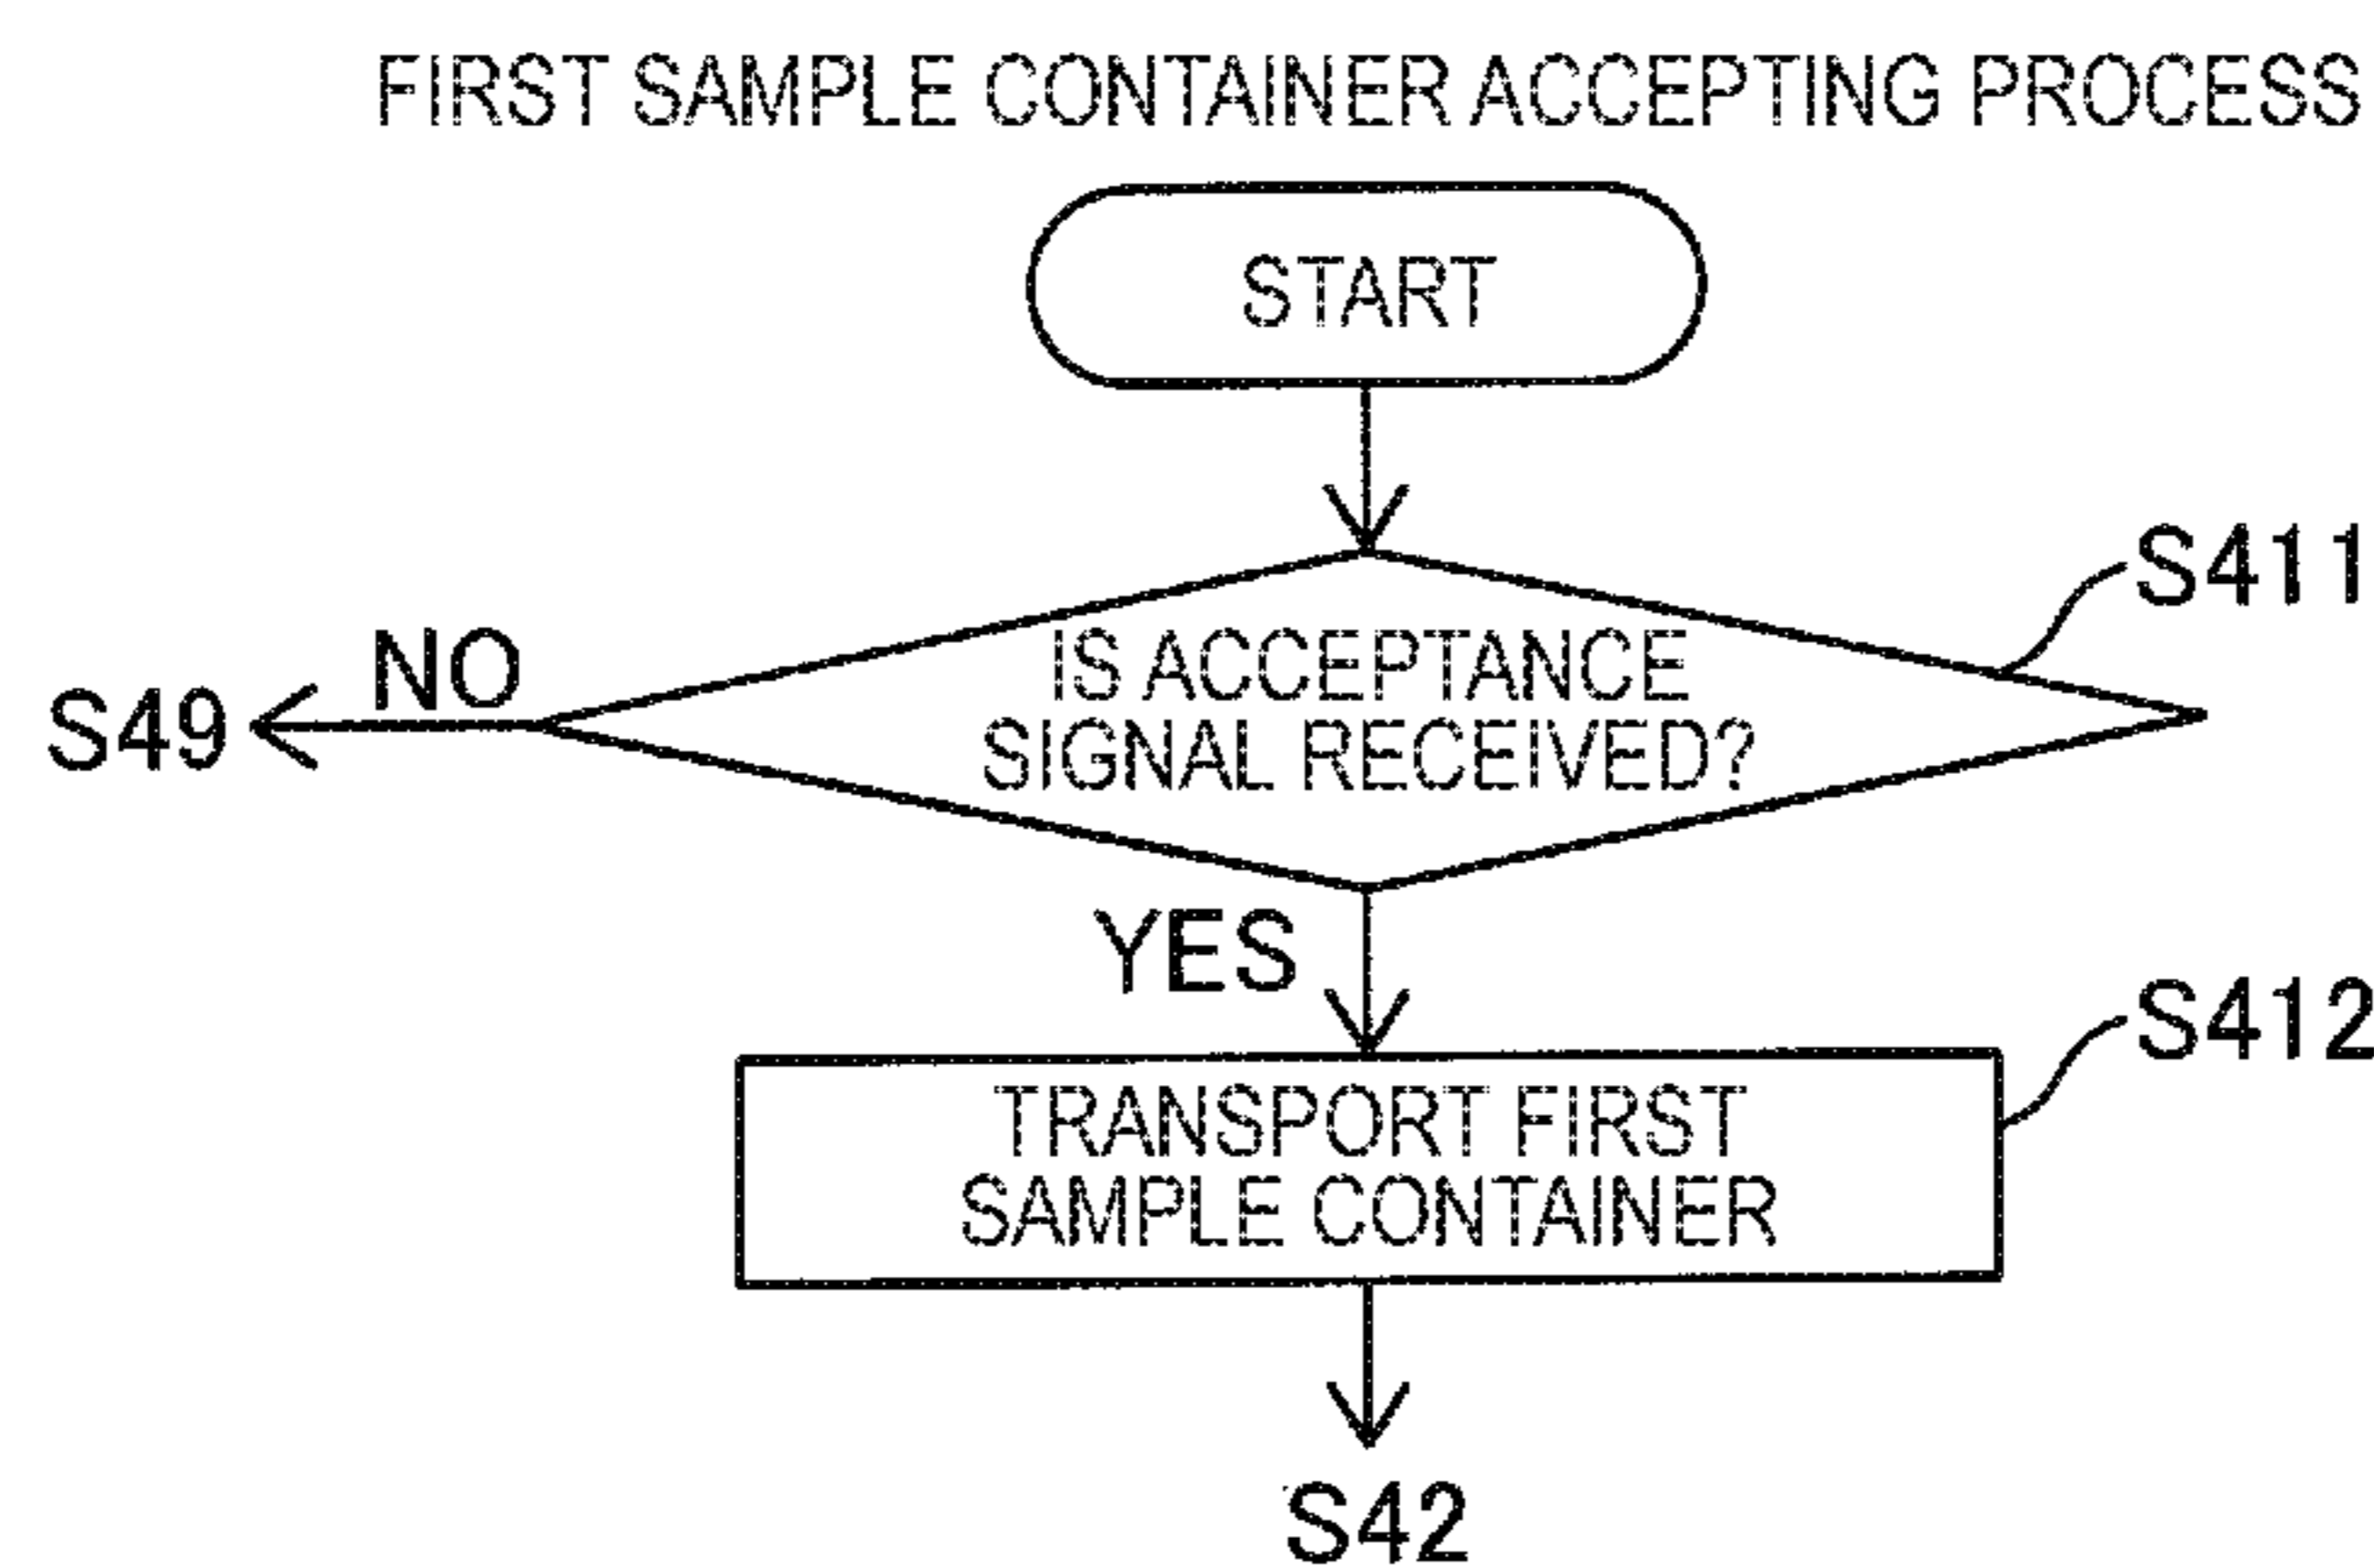 FIRST SAMPLE CONTAINER ACCEPTING PROCESS
START
S411
IS ACCEPTANCE
SIGNAL RECEIVED?
NO
S49
YES
S412
TRANSPORT FIRST
SAMPLE CONTAINER
S42